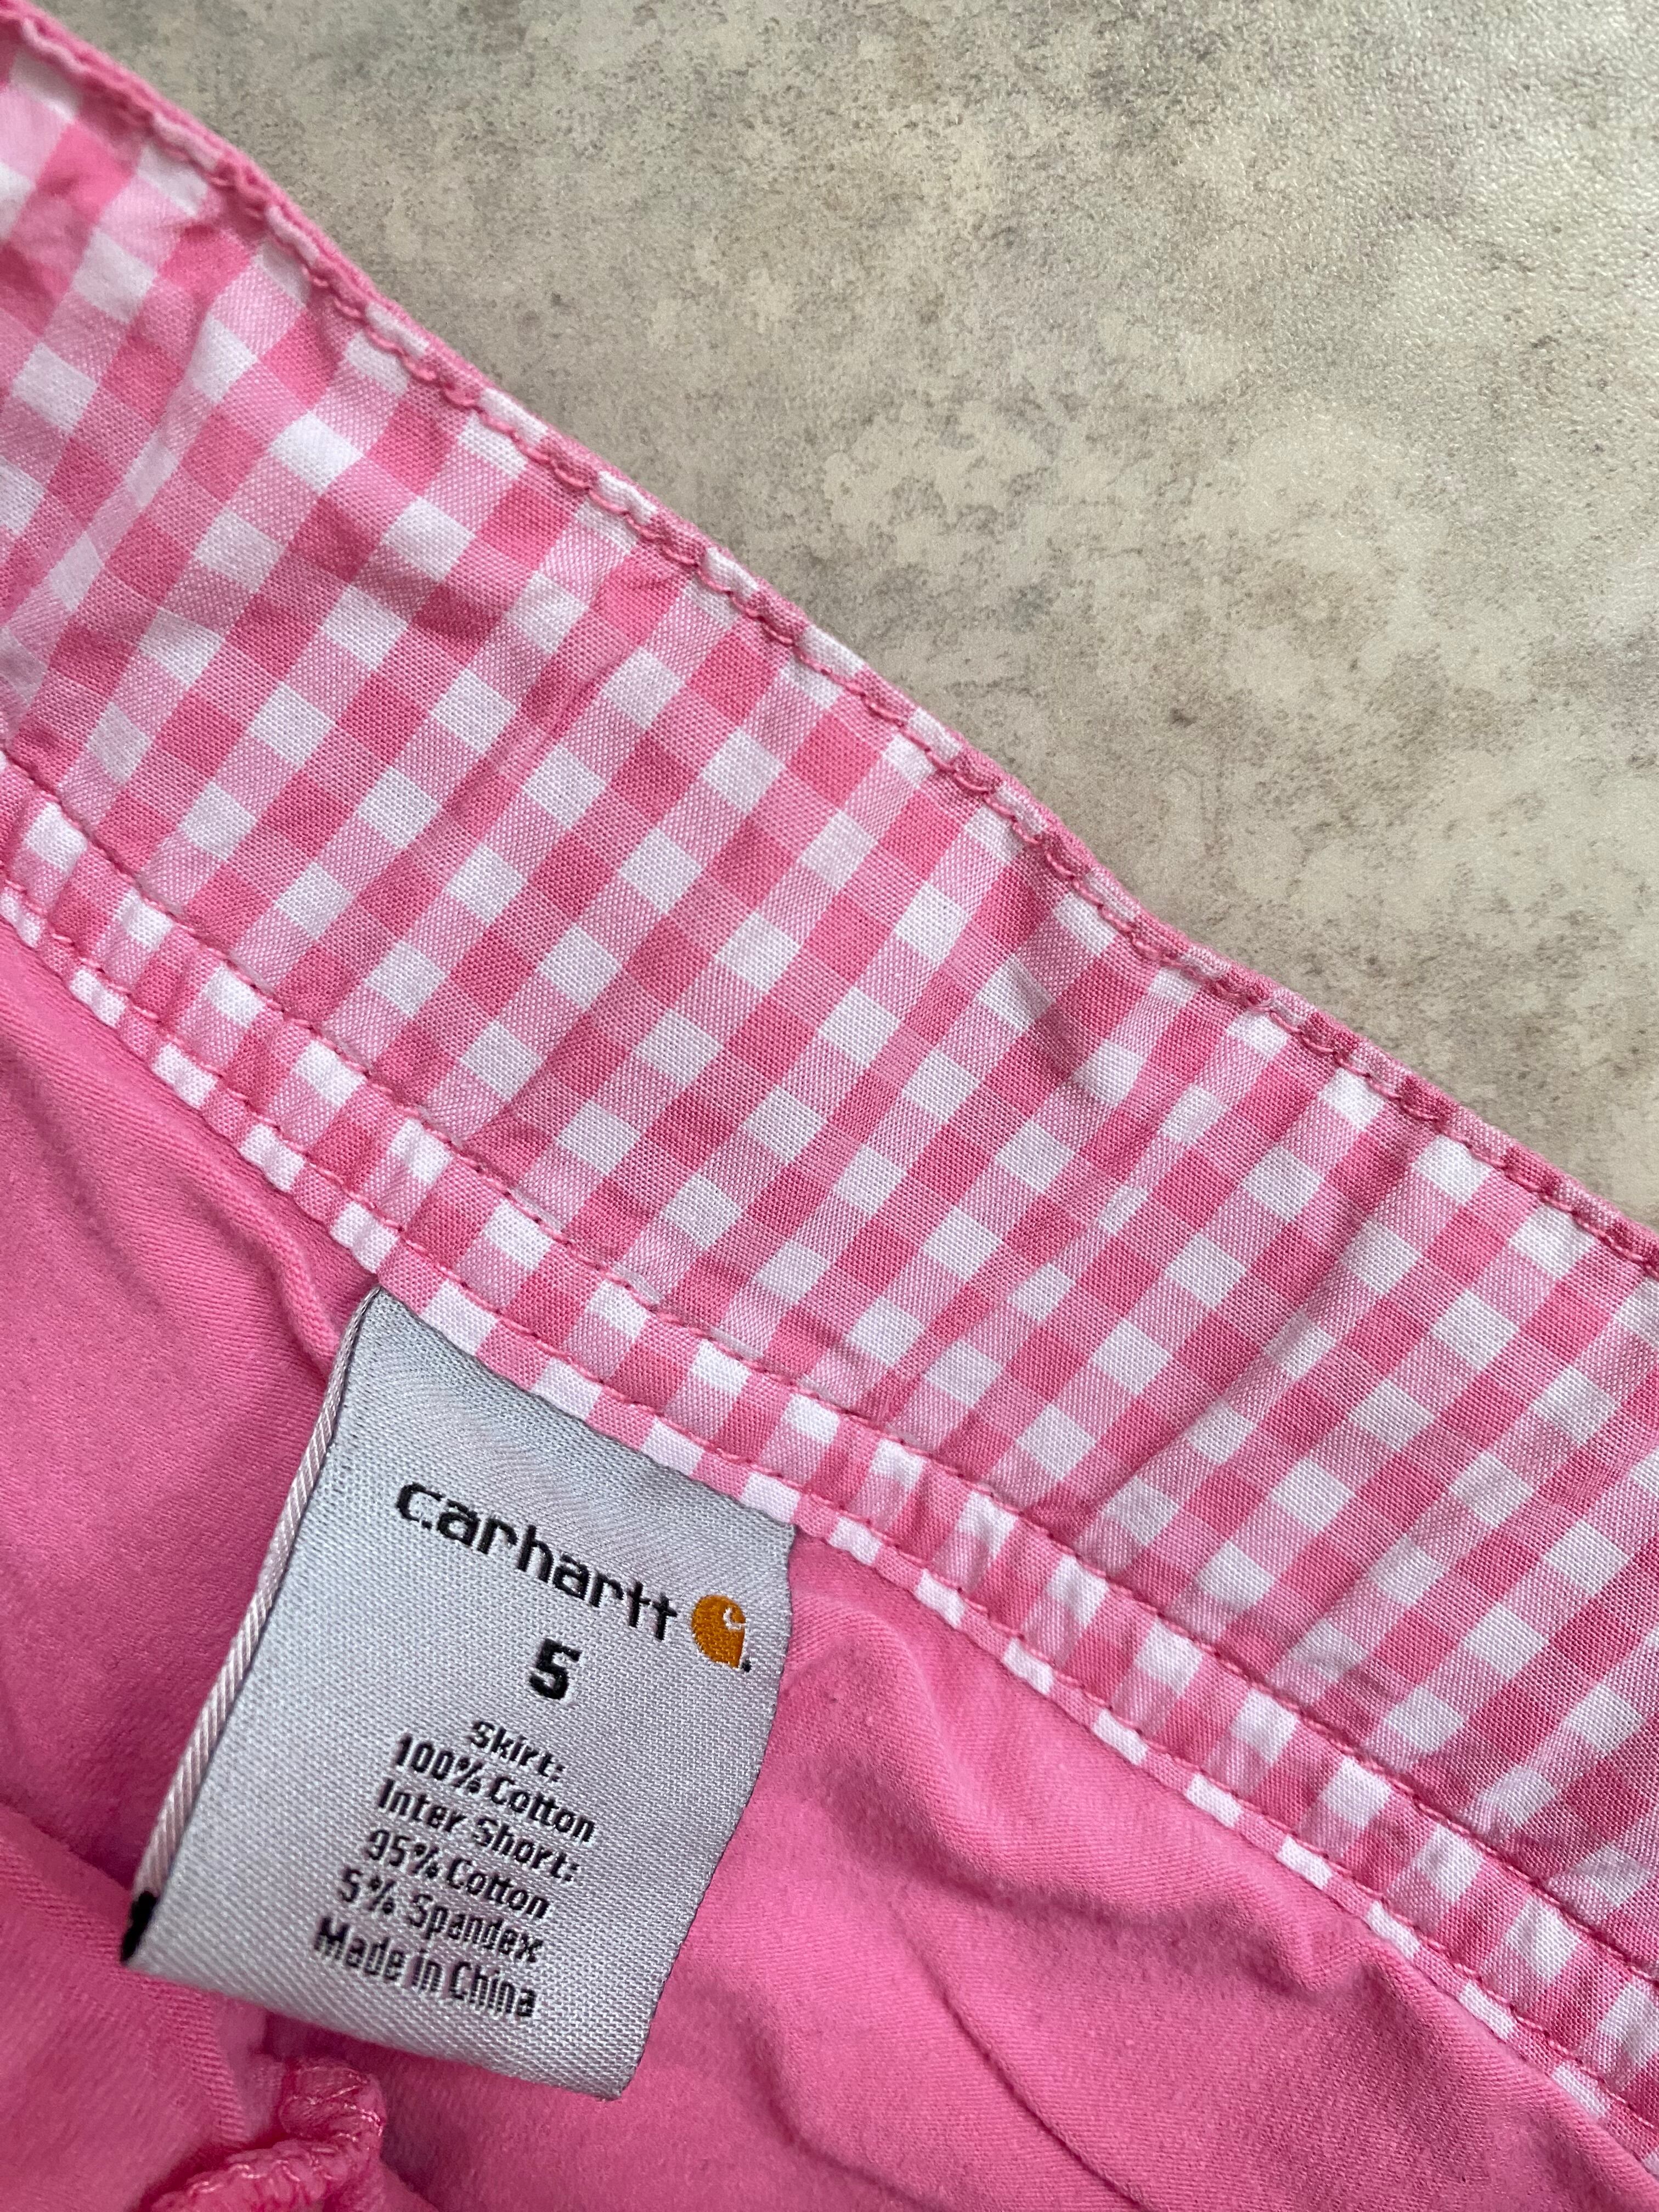 carhartt
5
Skirt:
100% Cotton
Inter Short:
95% Cotton
5% Spandex
Made in China